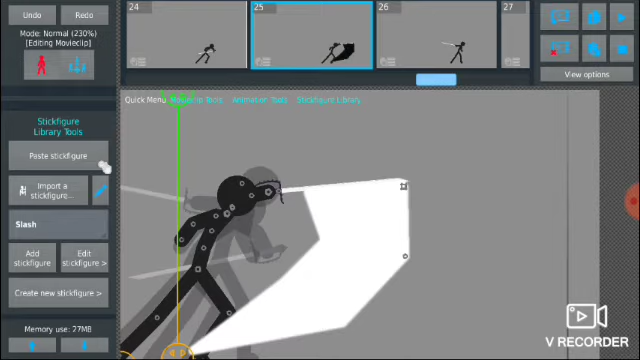 Undo
Redo
24
25
26
27
Mode: Normal (230%)
[Editing Movieclip]
View options
Quick Menu
Movieclip Tools
Animation Tools
Stickfigure Library
Stickfigure
Library Tools
Paste stickfigure
Import a
stickfigure...
Slash
Add
stickfigure
Edit
stickfigure >
Create new stickfigure >
Memory use: 27MB
V RECORDER